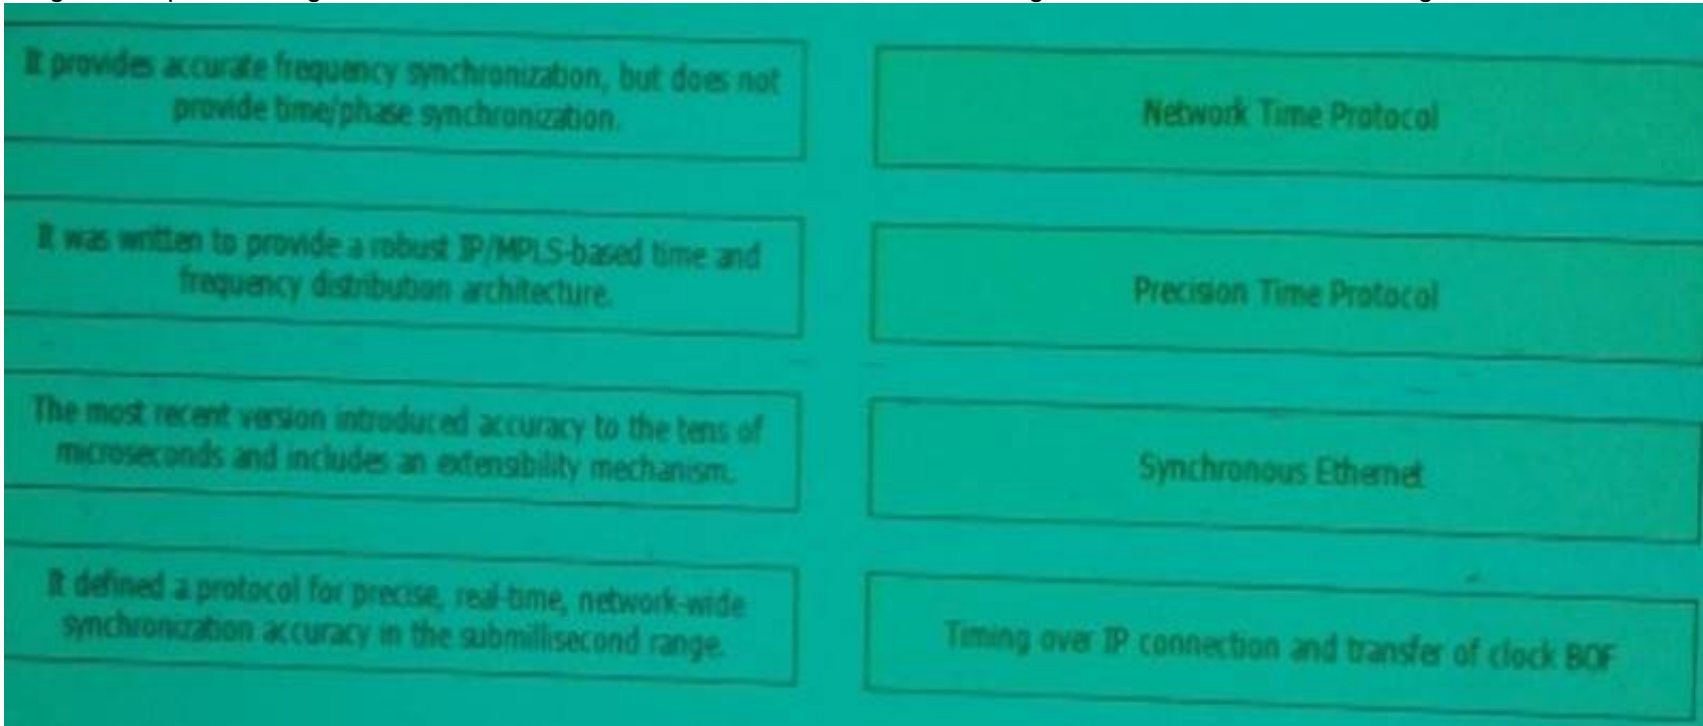 It provides accurate frequency synchronization, but does not
provide time/phase synchronization.
Network Time Protocol
It was written to provide a robust IP/MPLS-based time and
frequency distribution architecture.
Precision Time Protocol
The most recent version introduced accuracy to the tens of
microseconds and includes an extensibility mechanism.
Synchronous Ethernet
It defined a protocol for precise, real-time, network-wide
synchronization accuracy in the submillisecond range.
Timing over IP connection and transfer of clock BOF